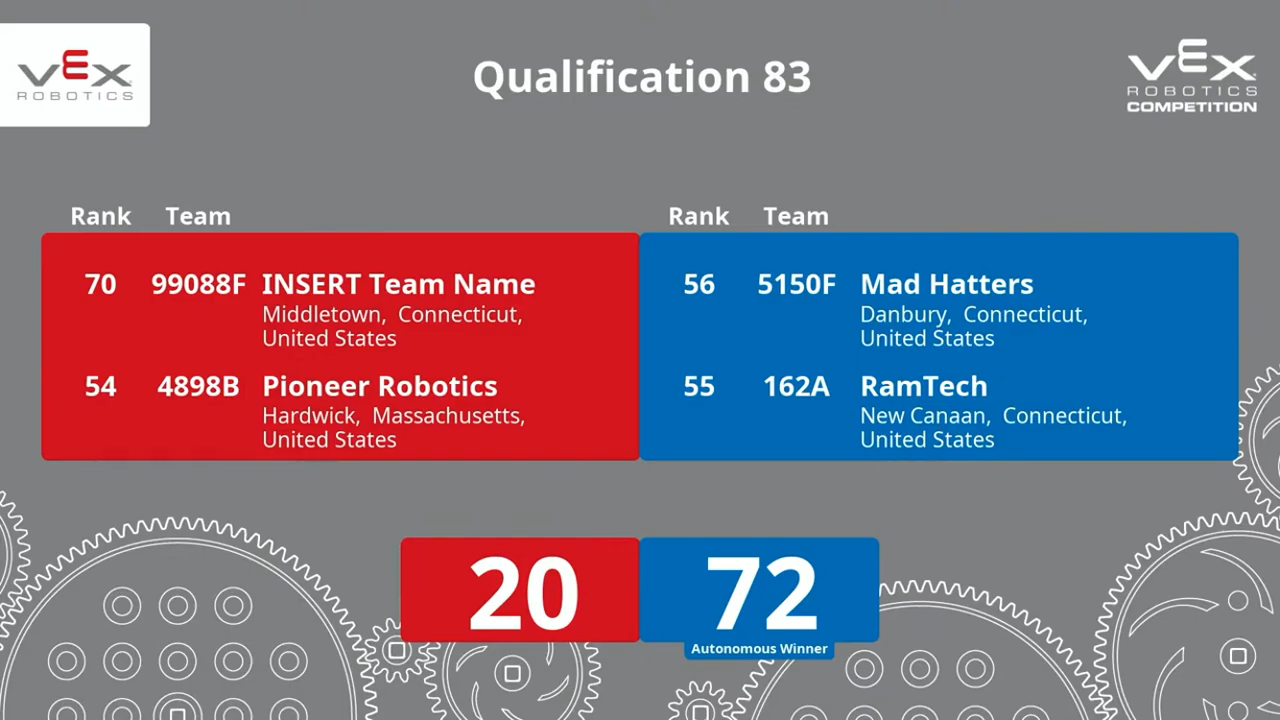 VEX
ROBOTICS
Qualification 83
VEX
ROBOTICS
COMPETITION
Rank Team
70 99088F INSERT Team Name
Middletown, Connecticut,
United States
54 4898B Pioneer Robotics
Hardwick, Massachusetts,
United States
Rank Team
56 5150F Mad Hatters
Danbury, Connecticut,
United States
55 162A RamTech
New Canaan, Connecticut,
United States
20
72
Autonomous Winner